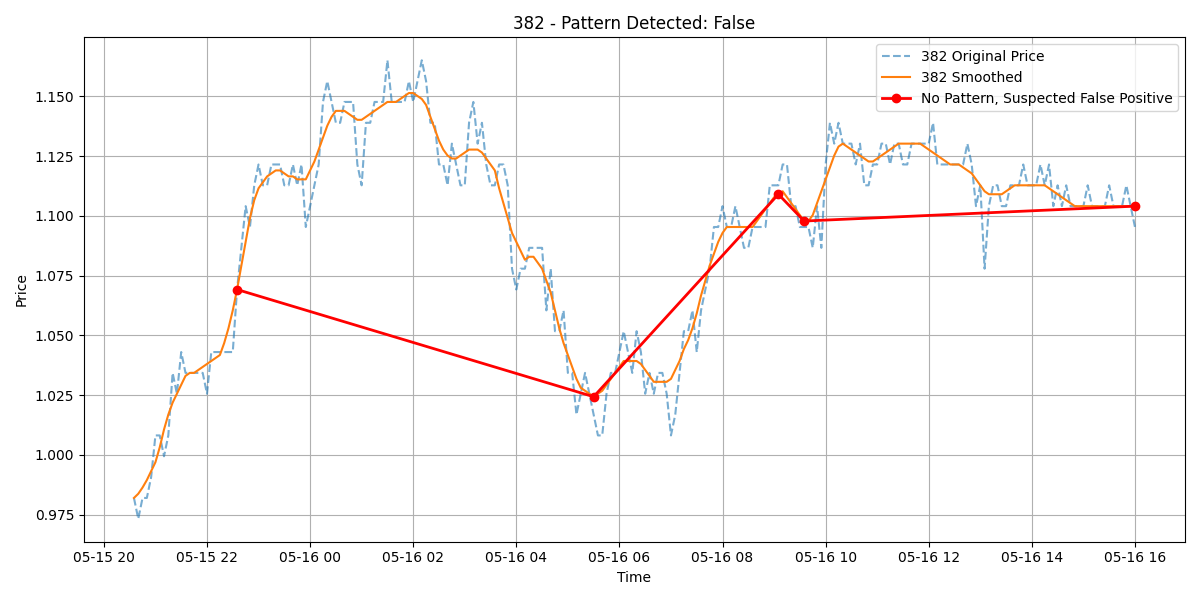 382 - Pattern Detected: False
382 Original Price
382 Smoothed
No Pattern, Suspected False Positive
Price
1.150
1.125
1.100
1.075
1.050
1.025
1.000
0.975
05-15 20 05-15 22 05-16 00 05-16 02 05-16 04 05-16 06 05-16 08 05-16 10 05-16 12 05-16 14 05-16 16
Time